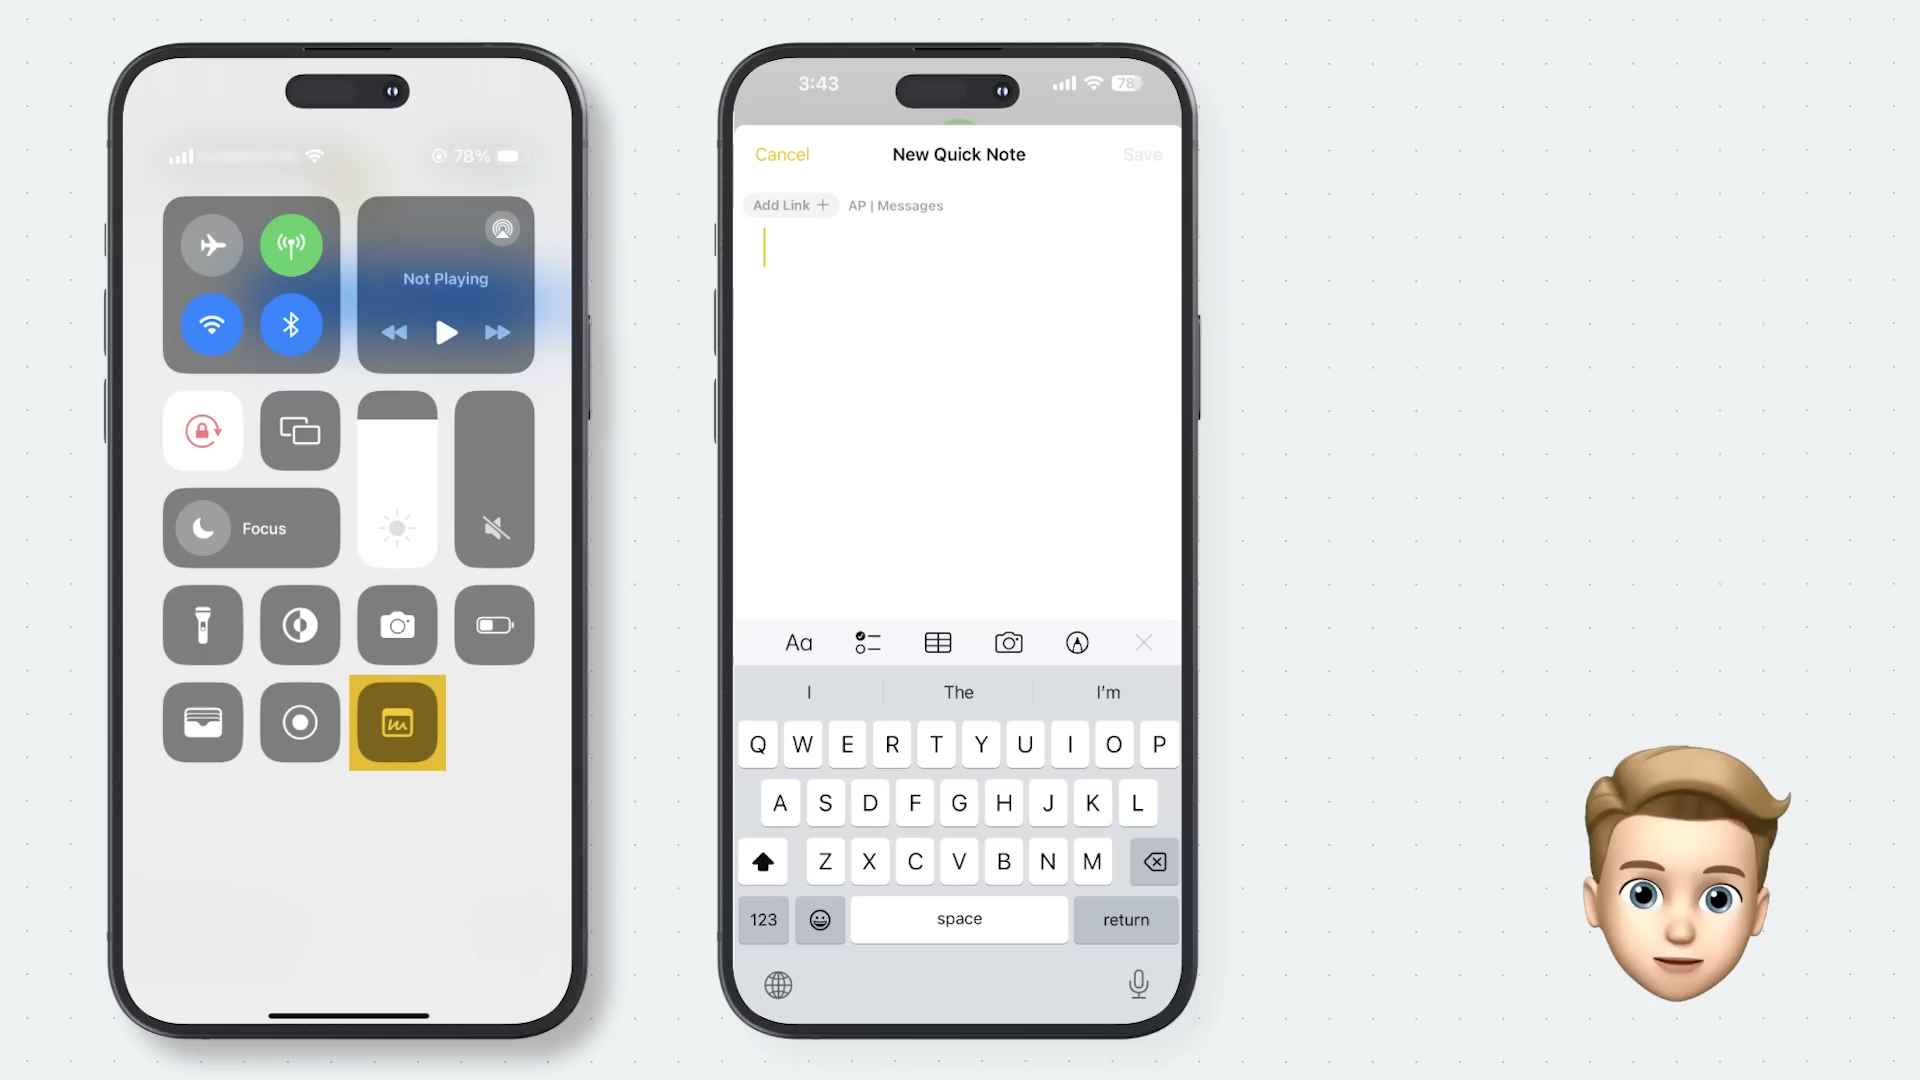 78%
Not Playing
Focus
3:43
78
Cancel
New Quick Note
Save
Add Link +
AP | Messages
Aa
I
The
I'm
Q W E R T Y U I O P
A S D F G H J K L
Z X C V B N M
123
space
return